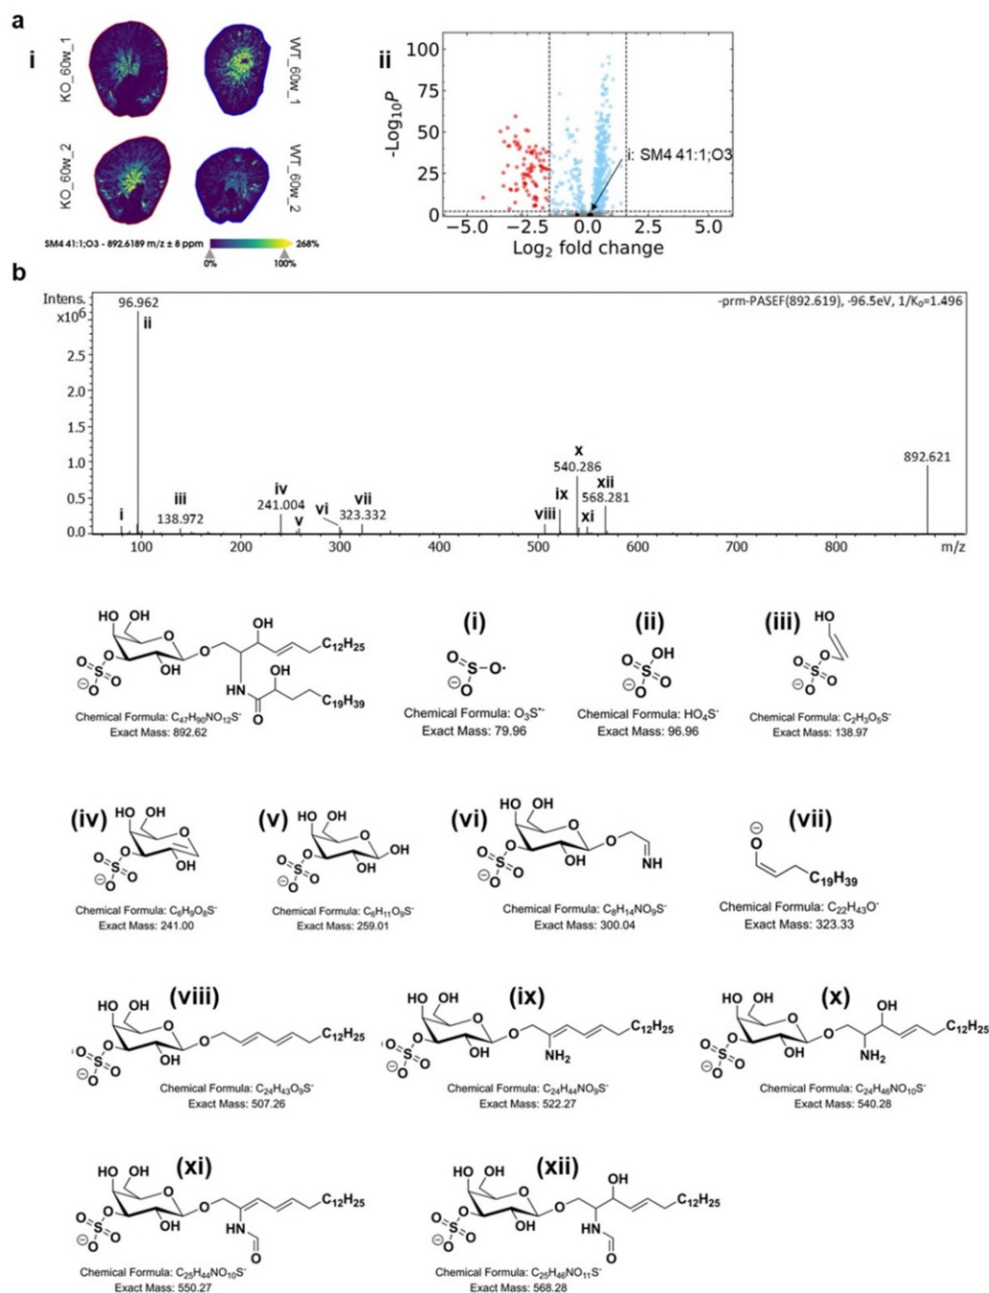 a
i
KO_60w_1
WT_60w_1
KO_60w_2
WT_60w_2
SM4 41:1;O3 - 892.6189 m/z ± 8 ppm
268%
0%
100%
ii
100
75
50
25
0
-Log₁₀P
i: SM4 41:1;O3
−5.0
−2.5
0.0
2.5
5.0
Log₂ fold change
b
Intens.
x10⁶
-prm-PASEF(892.619), -96.5eV, 1/K₀=1.496
2.5
2.0
1.5
1.0
0.5
0.0
i
96.962
ii
iii
138.972
iv
241.004
v
vi
vii
323.332
viii
ix
x
540.286
xi
xii
568.281
892.621
100
200
300
400
500
600
700
800
m/z
HO OH
O
O
OH
C₁₂H₂₅
O
O
S
O
O
OH
HN
OH
O
C₁₉H₃₉
Chemical Formula: C₄₇H₉₀NO₁₂S⁻
Exact Mass: 892.62
(i)
O
S
O•
O
Chemical Formula: O₃S•⁻
Exact Mass: 79.96
(ii)
O
OH
S
O
O
Chemical Formula: HO₄S⁻
Exact Mass: 96.96
(iii)
HO
O
O
S
O
O
Chemical Formula: C₂H₃O₅S⁻
Exact Mass: 138.97
(iv)
HO OH
O
O
OH
O
S
O
O
Chemical Formula: C₆H₉O₈S⁻
Exact Mass: 241.00
(v)
HO OH
O
OH
O
OH
O
S
O
O
Chemical Formula: C₆H₁₁O₉S⁻
Exact Mass: 259.01
(vi)
HO OH
O
O
O
OH
NH
O
S
O
O
Chemical Formula: C₈H₁₄NO₉S⁻
Exact Mass: 300.04
(vii)
O
C₁₉H₃₉
Chemical Formula: C₂₂H₄₃O⁻
Exact Mass: 323.33
(viii)
HO OH
O
O
C₁₂H₂₅
O
OH
O
S
O
O
Chemical Formula: C₂₄H₄₃O₉S⁻
Exact Mass: 507.26
(ix)
HO OH
O
O
C₁₂H₂₅
O
OH
NH₂
O
S
O
O
Chemical Formula: C₂₄H₄₄NO₉S⁻
Exact Mass: 522.27
(x)
HO OH
OH
O
O
C₁₂H₂₅
O
OH
NH₂
O
S
O
O
Chemical Formula: C₂₄H₄₆NO₁₀S⁻
Exact Mass: 540.28
(xi)
HO OH
O
O
C₁₂H₂₅
O
OH
HN
O
O
S
O
O
Chemical Formula: C₂₅H₄₄NO₁₀S⁻
Exact Mass: 550.27
(xii)
HO OH
OH
O
O
C₁₂H₂₅
O
OH
HN
O
O
S
O
O
Chemical Formula: C₂₅H₄₆NO₁₁S⁻
Exact Mass: 568.28